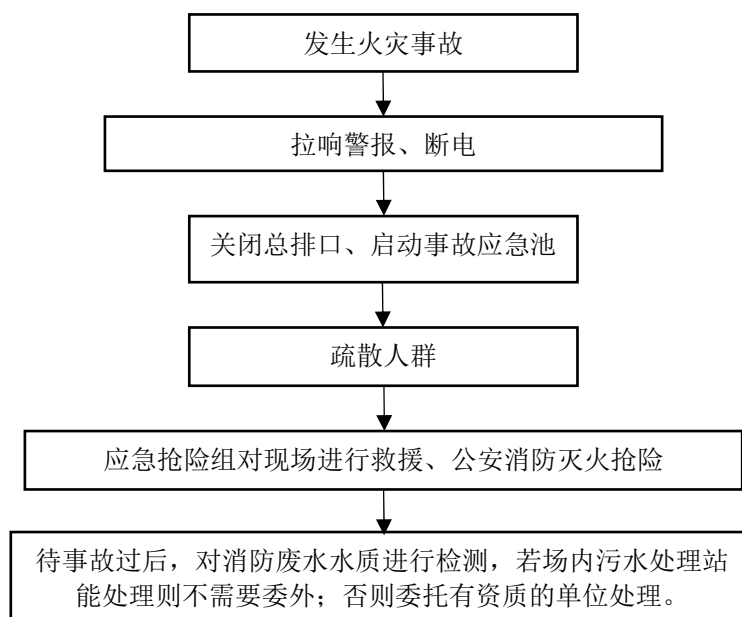 发生火灾事故
拉响警报、断电
关闭总排口、启动事故应急池
疏散人群
应急抢险组对现场进行救援、公安消防灭火抢险
待事故过后，对消防废水水质进行检测，若场内污水处理站
能处理则不需要委外；否则委托有资质的单位处理。